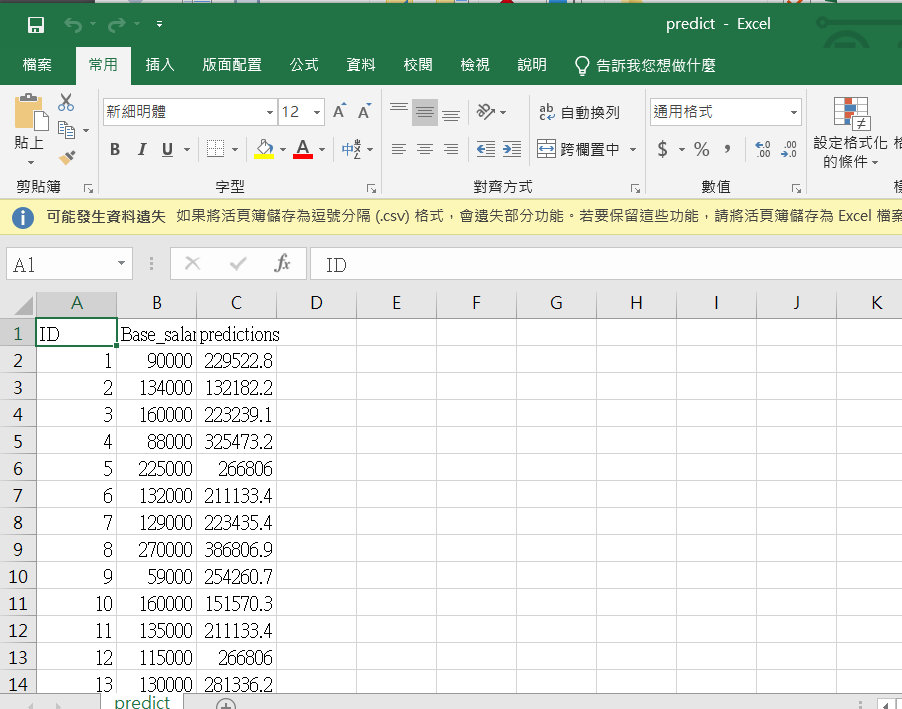 predict - Excel
檔案 常用 插入 版面配置 公式 資料 校閱 檢視 說明 告訴我您想做什麼
新細明體 12 A A ab 自動換列 通用格式
貼上 B I U A 中 跨欄置中 $ % , 設定格式化 的條件
剪貼簿 字型 對齊方式 數值
可能發生資料遺失 如果將活頁簿儲存為逗號分隔 (.csv) 格式，會遺失部分功能。若要保留這些功能，請將活頁簿儲存為 Excel 檔案
A1 fx ID
A B C D E F G H I J K
1 ID Base_salar predictions
2 1 90000 229522.8
3 2 134000 132182.2
4 3 160000 223239.1
5 4 88000 325473.2
6 5 225000 266806
7 6 132000 211133.4
8 7 129000 223435.4
9 8 270000 386806.9
10 9 59000 254260.7
11 10 160000 151570.3
12 11 135000 211133.4
13 12 115000 266806
14 13 130000 281336.2
predict